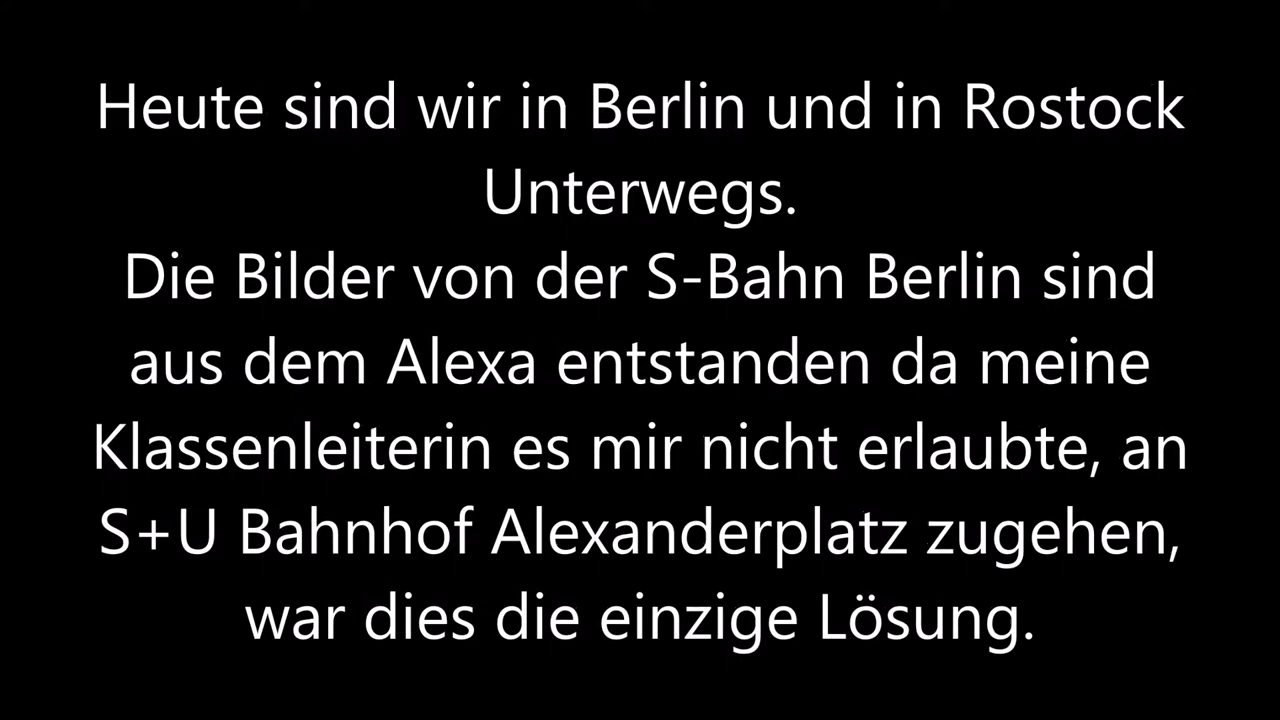 Heute sind wir in Berlin und in Rostock
Unterwegs.
Die Bilder von der S-Bahn Berlin sind
aus dem Alexa entstanden da meine
Klassenleiterin es mir nicht erlaubte, an
S+U Bahnhof Alexanderplatz zugehen,
war dies die einzige Lösung.